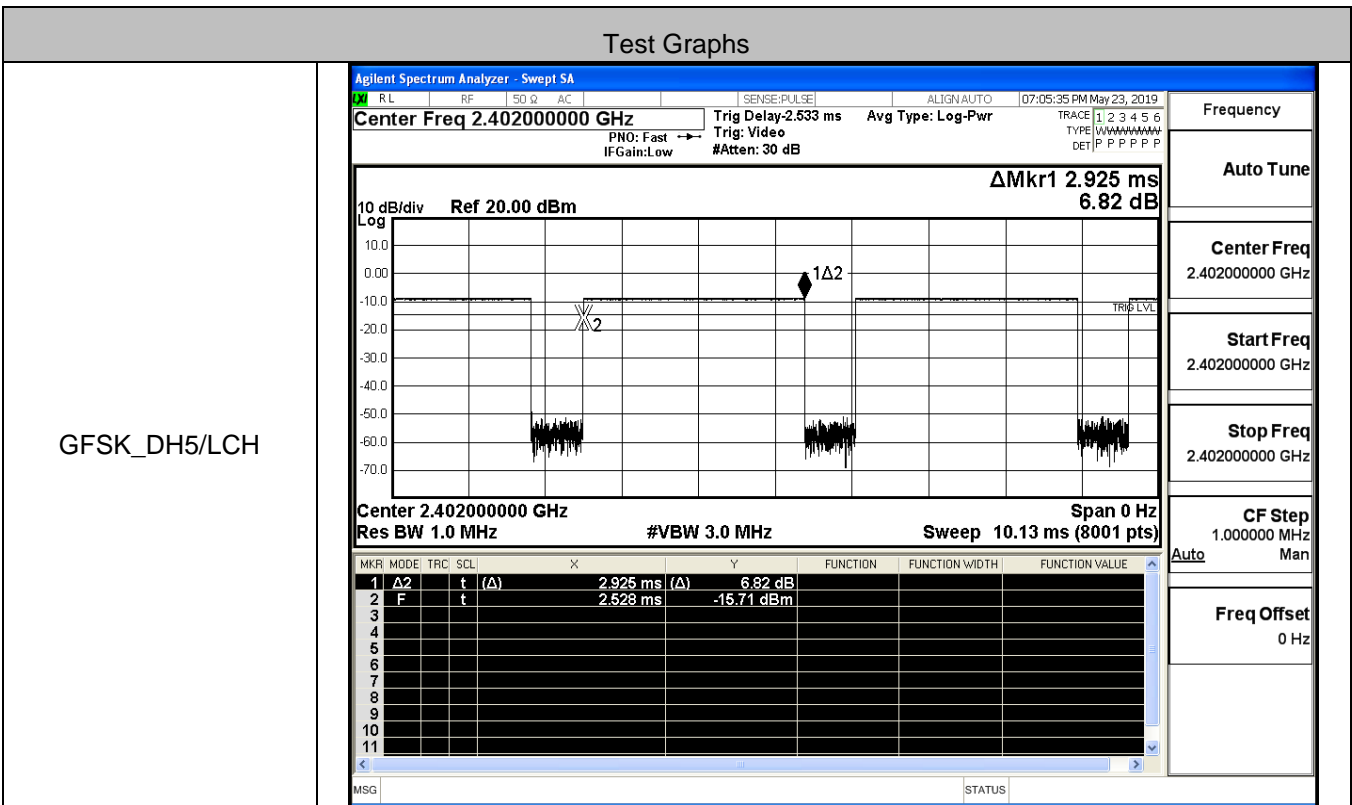 Test Graphs
GFSK_DH5/LCH
Agilent Spectrum Analyzer - Swept SA
LXI RL RF 50 Ω AC SENSE:PULSE ALIGN AUTO 07:05:35 PM May 23, 2019
Center Freq 2.402000000 GHz
PNO: Fast
IFGain:Low
Trig Delay-2.533 ms
Trig: Video
#Atten: 30 dB
Avg Type: Log-Pwr
TRACE 1 2 3 4 5 6
TYPE WWWWWW
DET P P P P P P
ΔMkr1 2.925 ms
6.82 dB
10 dB/div Ref 20.00 dBm
Log
10.0
0.00
-10.0
-20.0
-30.0
-40.0
-50.0
-60.0
-70.0
1Δ2
2
TRIG LVL
Center 2.402000000 GHz Span 0 Hz
Res BW 1.0 MHz #VBW 3.0 MHz Sweep 10.13 ms (8001 pts)
MKR MODE TRC SCL X Y FUNCTION FUNCTION WIDTH FUNCTION VALUE
1 Δ2 t (Δ) 2.925 ms (Δ) 6.82 dB
2 F t 2.528 ms -15.71 dBm
3
4
5
6
7
8
9
10
11
MSG STATUS
Frequency
Auto Tune
Center Freq
2.402000000 GHz
Start Freq
2.402000000 GHz
Stop Freq
2.402000000 GHz
CF Step
1.000000 MHz
Auto Man
Freq Offset
0 Hz